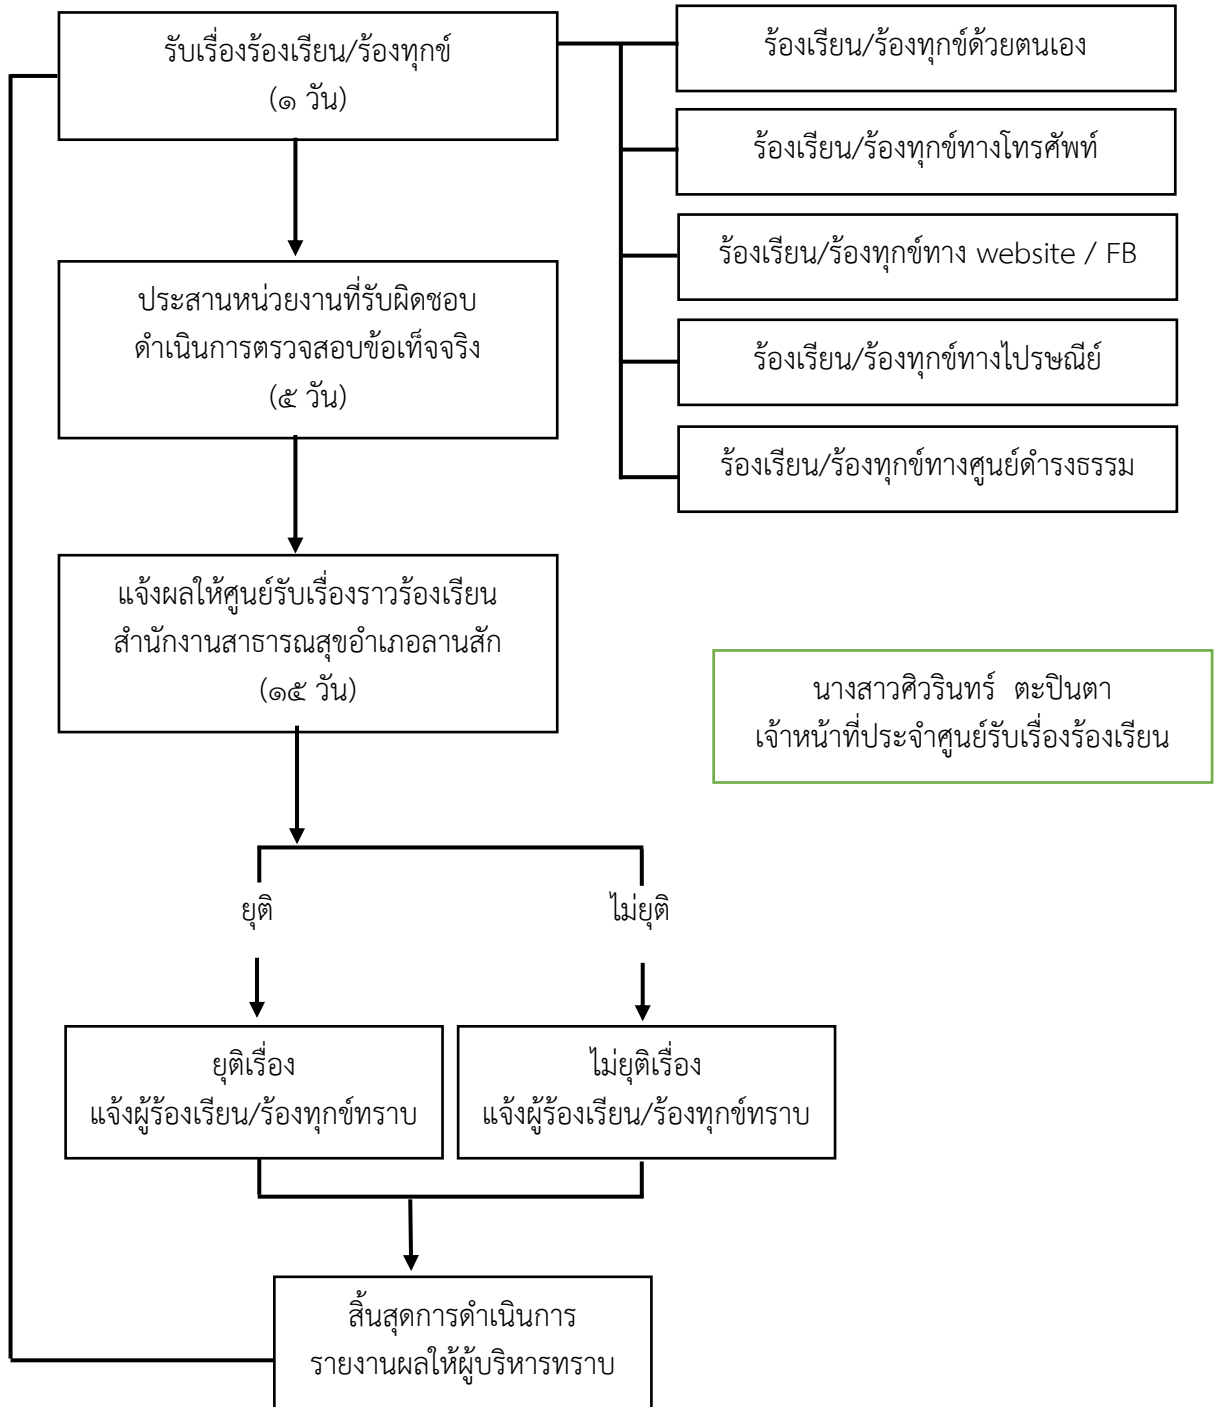 รับเรื่องร้องเรียน/ร้องทุกข์
(๑ วัน)
ร้องเรียน/ร้องทุกข์ด้วยตนเอง
ร้องเรียน/ร้องทุกข์ทางโทรศัพท์
ร้องเรียน/ร้องทุกข์ทาง website / FB
ร้องเรียน/ร้องทุกข์ทางไปรษณีย์
ร้องเรียน/ร้องทุกข์ทางศูนย์ดำรงธรรม
ประสานหน่วยงานที่รับผิดชอบ
ดำเนินการตรวจสอบข้อเท็จจริง
(๕ วัน)
แจ้งผลให้ศูนย์รับเรื่องราวร้องเรียน
สำนักงานสาธารณสุขอำเภอลานสัก
(๑๕ วัน)
นางสาวศิวรินทร์ ตะปินตา
เจ้าหน้าที่ประจำศูนย์รับเรื่องร้องเรียน
ยุติ
ไม่ยุติ
ยุติเรื่อง
แจ้งผู้ร้องเรียน/ร้องทุกข์ทราบ
ไม่ยุติเรื่อง
แจ้งผู้ร้องเรียน/ร้องทุกข์ทราบ
สิ้นสุดการดำเนินการ
รายงานผลให้ผู้บริหารทราบ